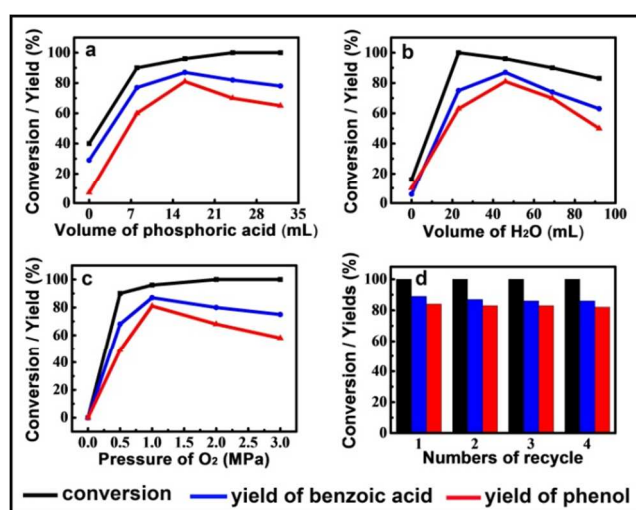 a
100
80
60
40
20
0
Conversion / Yield (%)
0 7 14 21 28 35
Volume of phosphoric acid (mL)
b
100
80
60
40
20
0
Conversion / Yield (%)
0 20 40 60 80 100
Volume of H₂O (mL)
c
100
80
60
40
20
0
Conversion / Yield (%)
0.0 0.5 1.0 1.5 2.0 2.5 3.0
Pressure of O₂ (MPa)
d
100
80
60
40
20
0
Conversion / Yields (%)
1 2 3 4
Numbers of recycle
conversion yield of benzoic acid yield of phenol